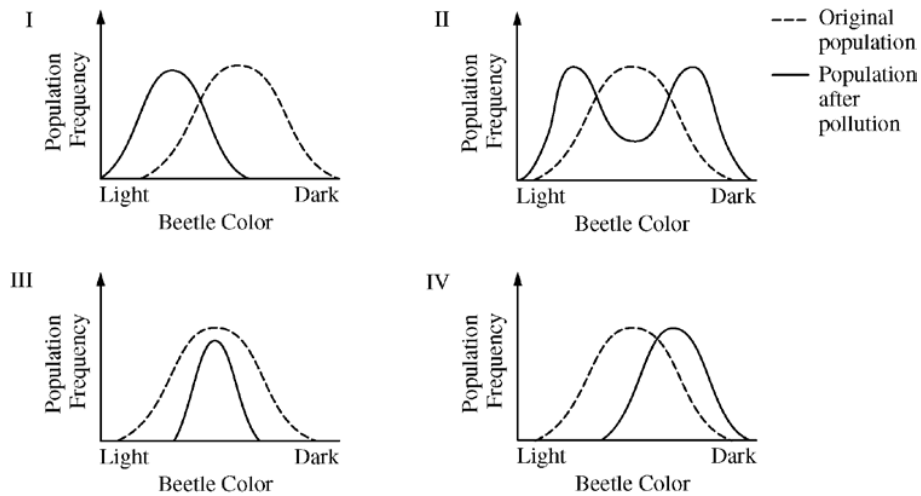 I
Population
Frequency
Light
Dark
Beetle Color
II
Population
Frequency
Light
Dark
Beetle Color
Original
population
Population
after
pollution
III
Population
Frequency
Light
Dark
Beetle Color
IV
Population
Frequency
Light
Dark
Beetle Color